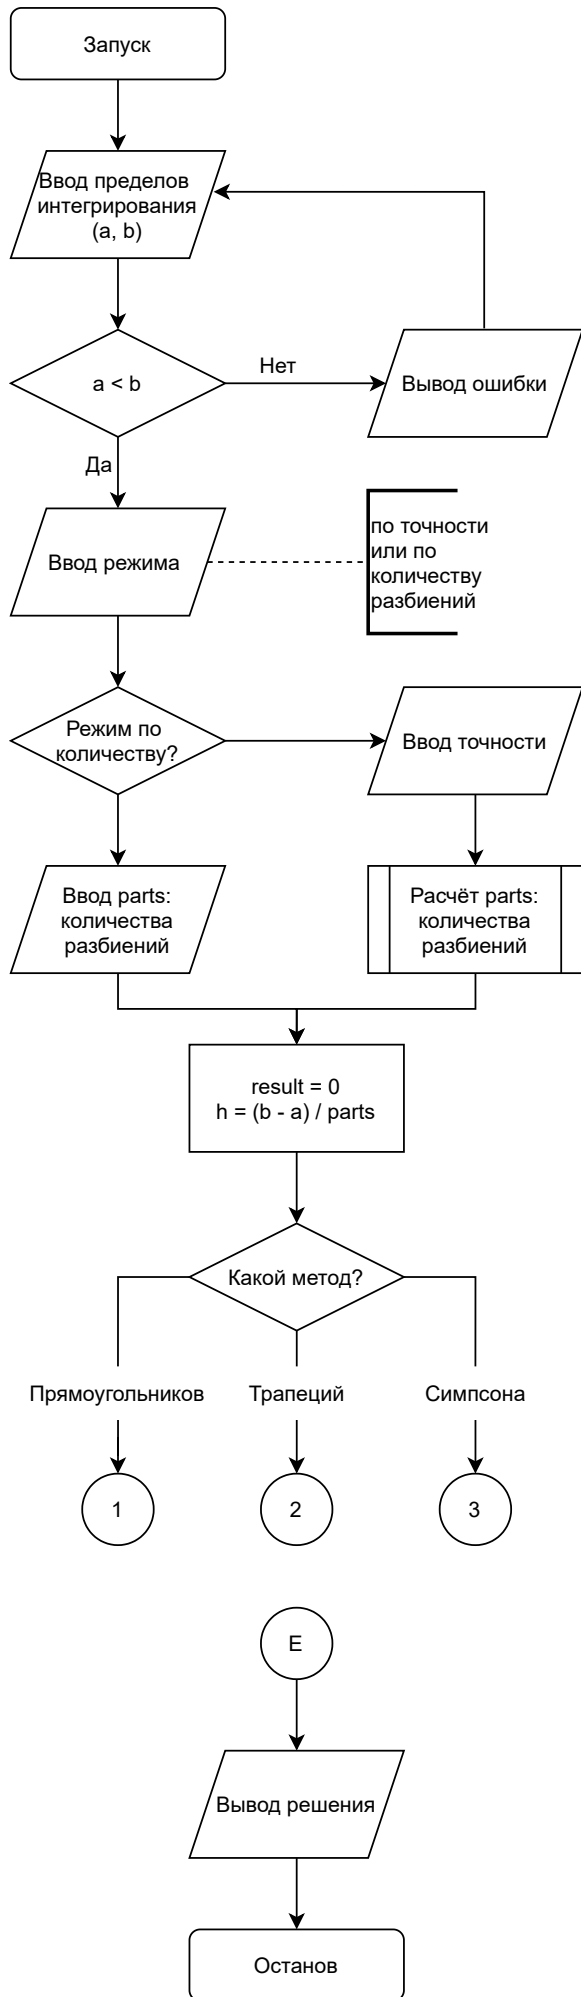 Запуск
Ввод пределов
интегрирования
(a, b)
a < b
Нет
Вывод ошибки
Да
Ввод режима
по точности
или по
количеству
разбиений
Режим по
количеству?
Ввод точности
Ввод parts:
количества
разбиений
Расчёт parts:
количества
разбиений
result = 0
h = (b - a) / parts
Какой метод?
Прямоугольников
Трапеций
Симпсона
1
2
3
E
Вывод решения
Останов